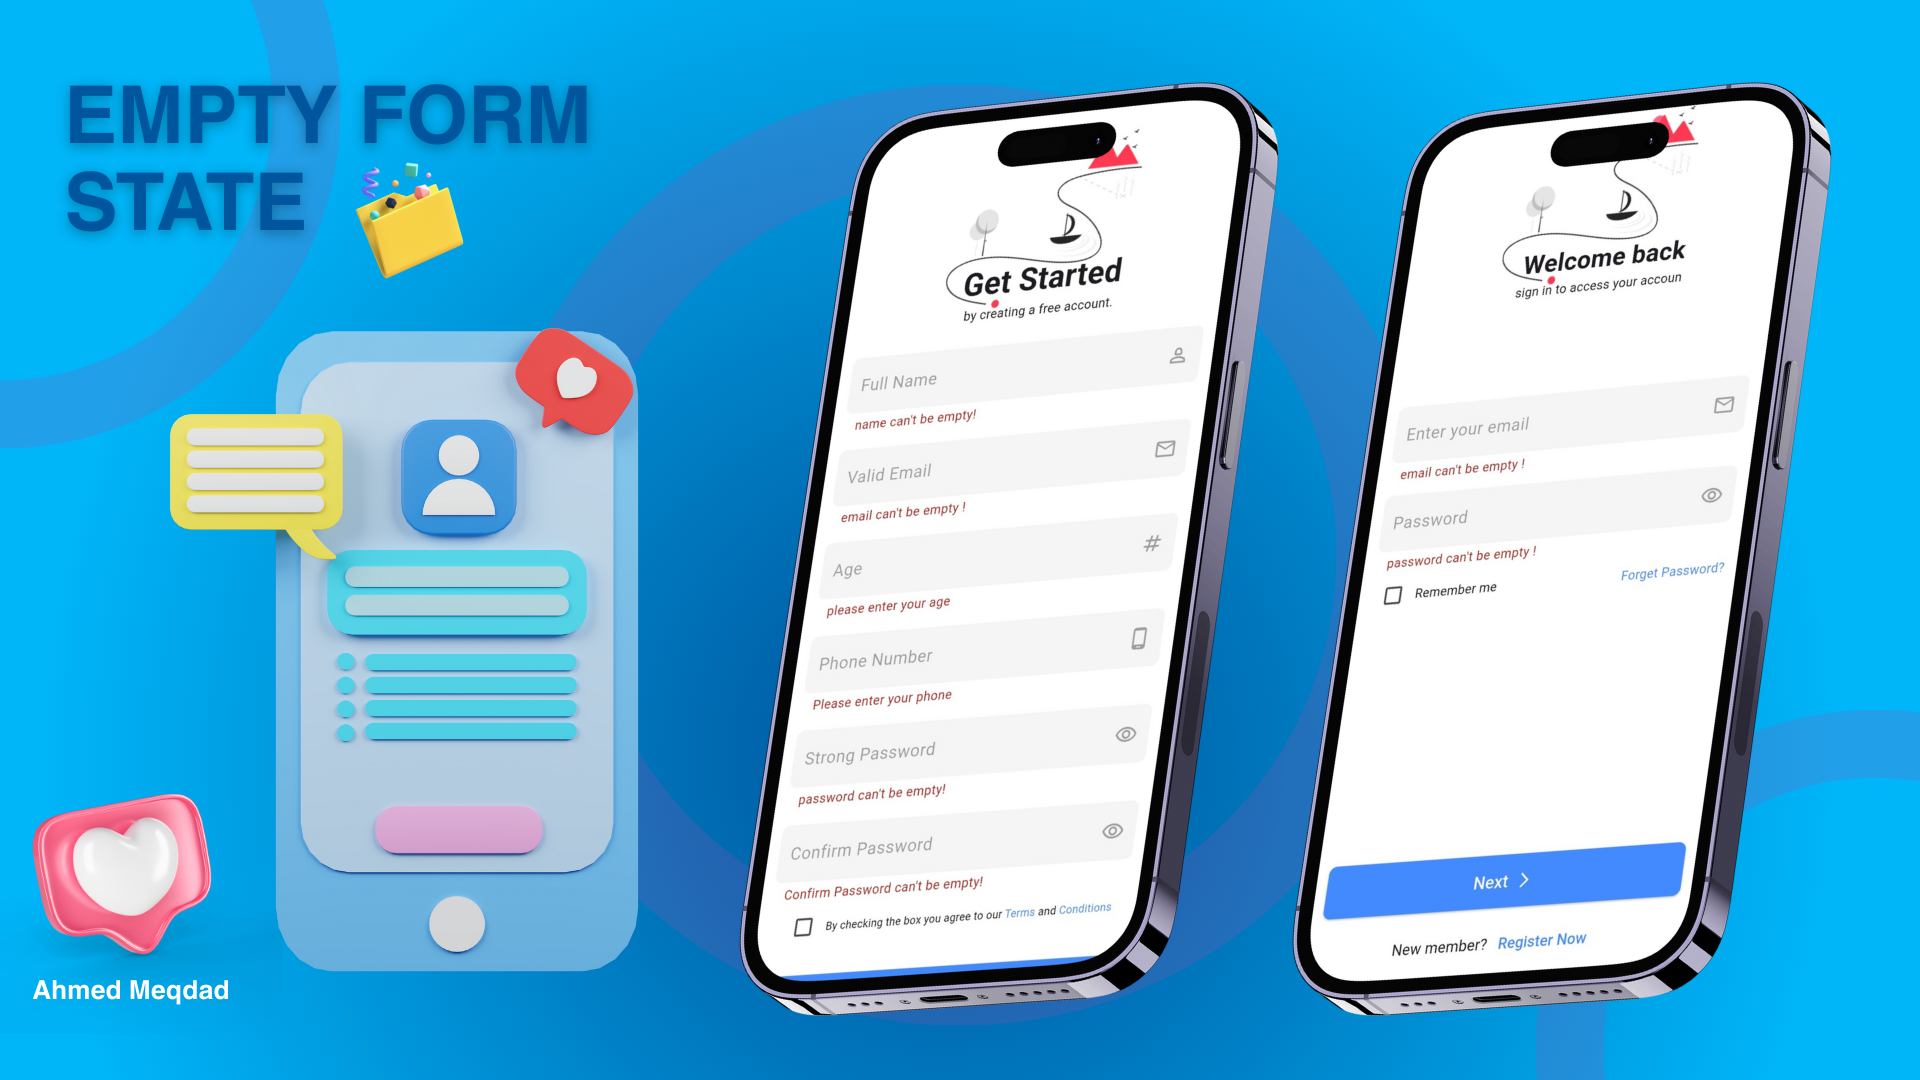 EMPTY FORM
STATE
Ahmed Meqdad
Get Started
by creating a free account.
Full Name
name can't be empty!
Valid Email
email can't be empty !
Age
#
please enter your age
Phone Number
Please enter your phone
Strong Password
password can't be empty!
Confirm Password
Confirm Password can't be empty!
By checking the box you agree to our Terms and Conditions
Welcome back
sign in to access your accoun
Enter your email
email can't be empty !
Password
password can't be empty !
Remember me
Forget Password?
Next
New member? Register Now